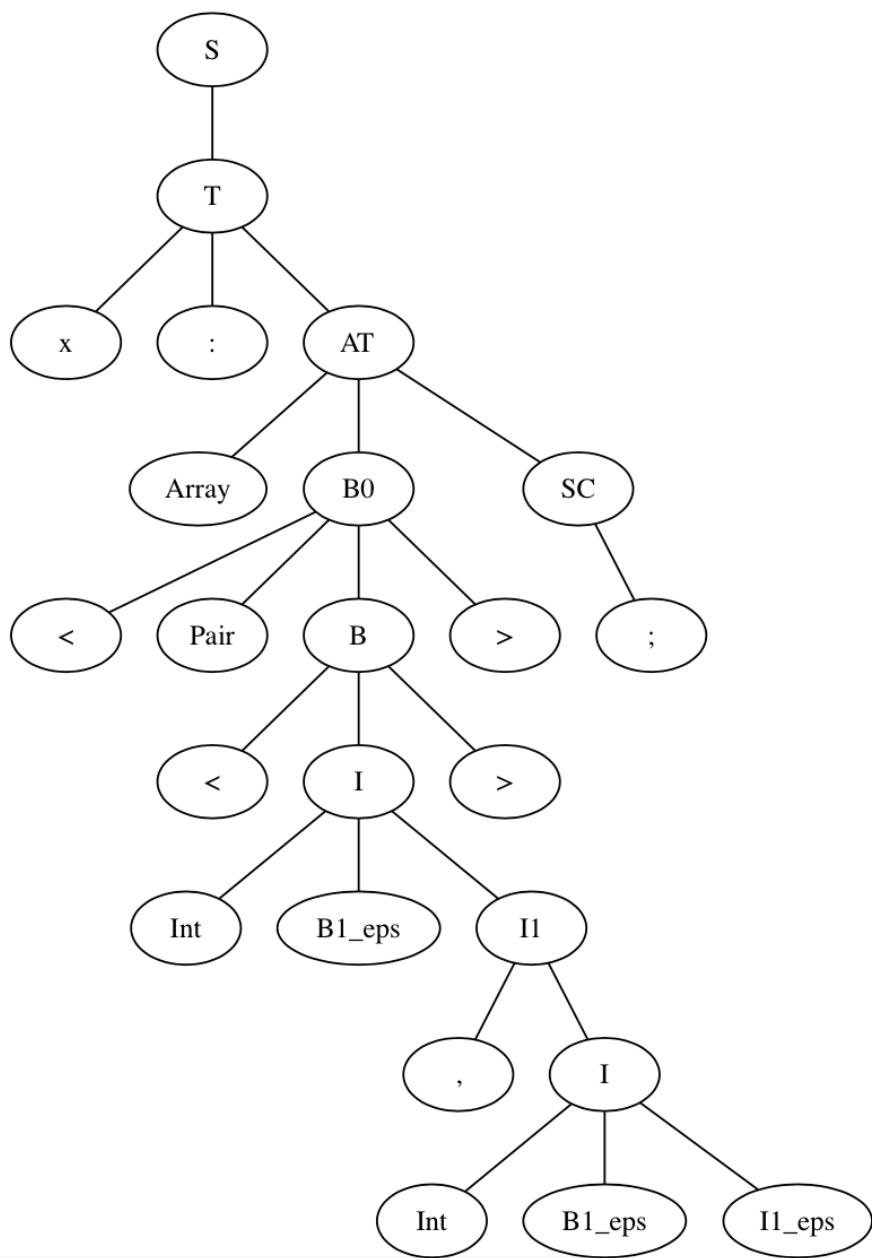 S
T
x : AT
Array B0 SC
< Pair B > ;
< I >
Int B1_eps I1
, I
Int B1_eps I1_eps